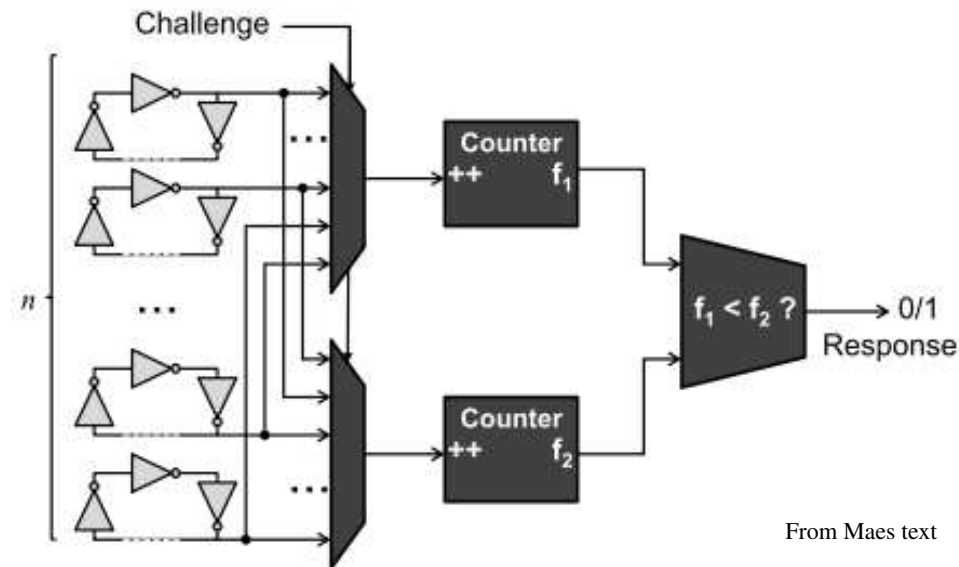 Challenge
n
Counter
++ f₁
f₁ < f₂ ?
0/1
Response
Counter
++ f₂
From Maes text